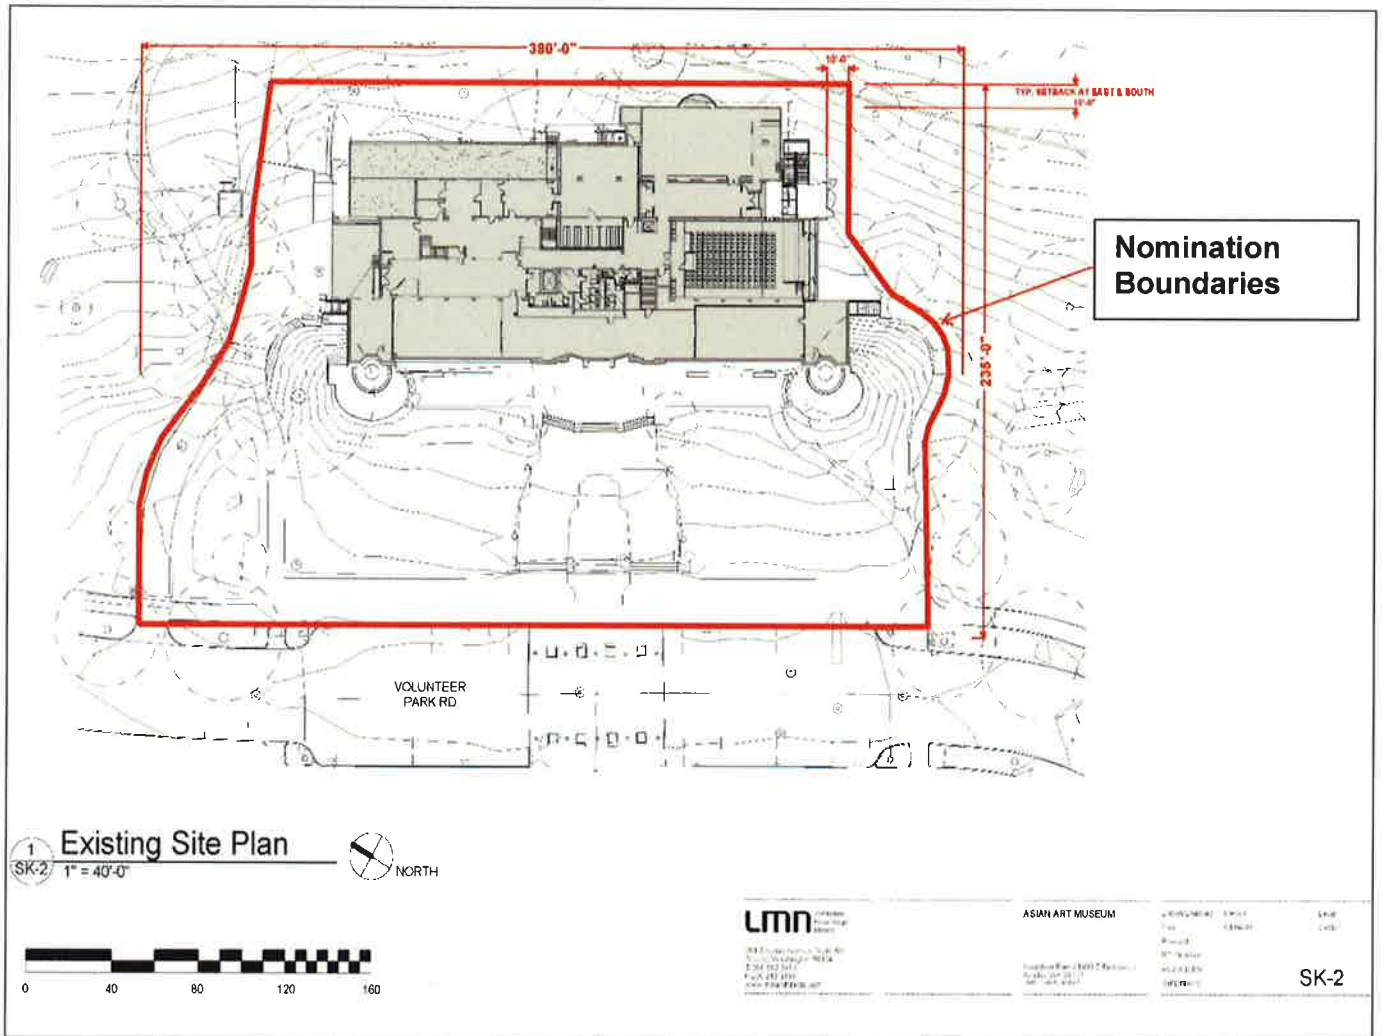 380'-0"
10'-0"
TYP. SETBACK AT EAST & SOUTH
10'-0"
Nomination
Boundaries
235'-0"
VOLUNTEER
PARK RD
1
SK-2
Existing Site Plan
1" = 40'-0"
NORTH
0 40 80 120 160
LMN
ASIAN ART MUSEUM
SK-2